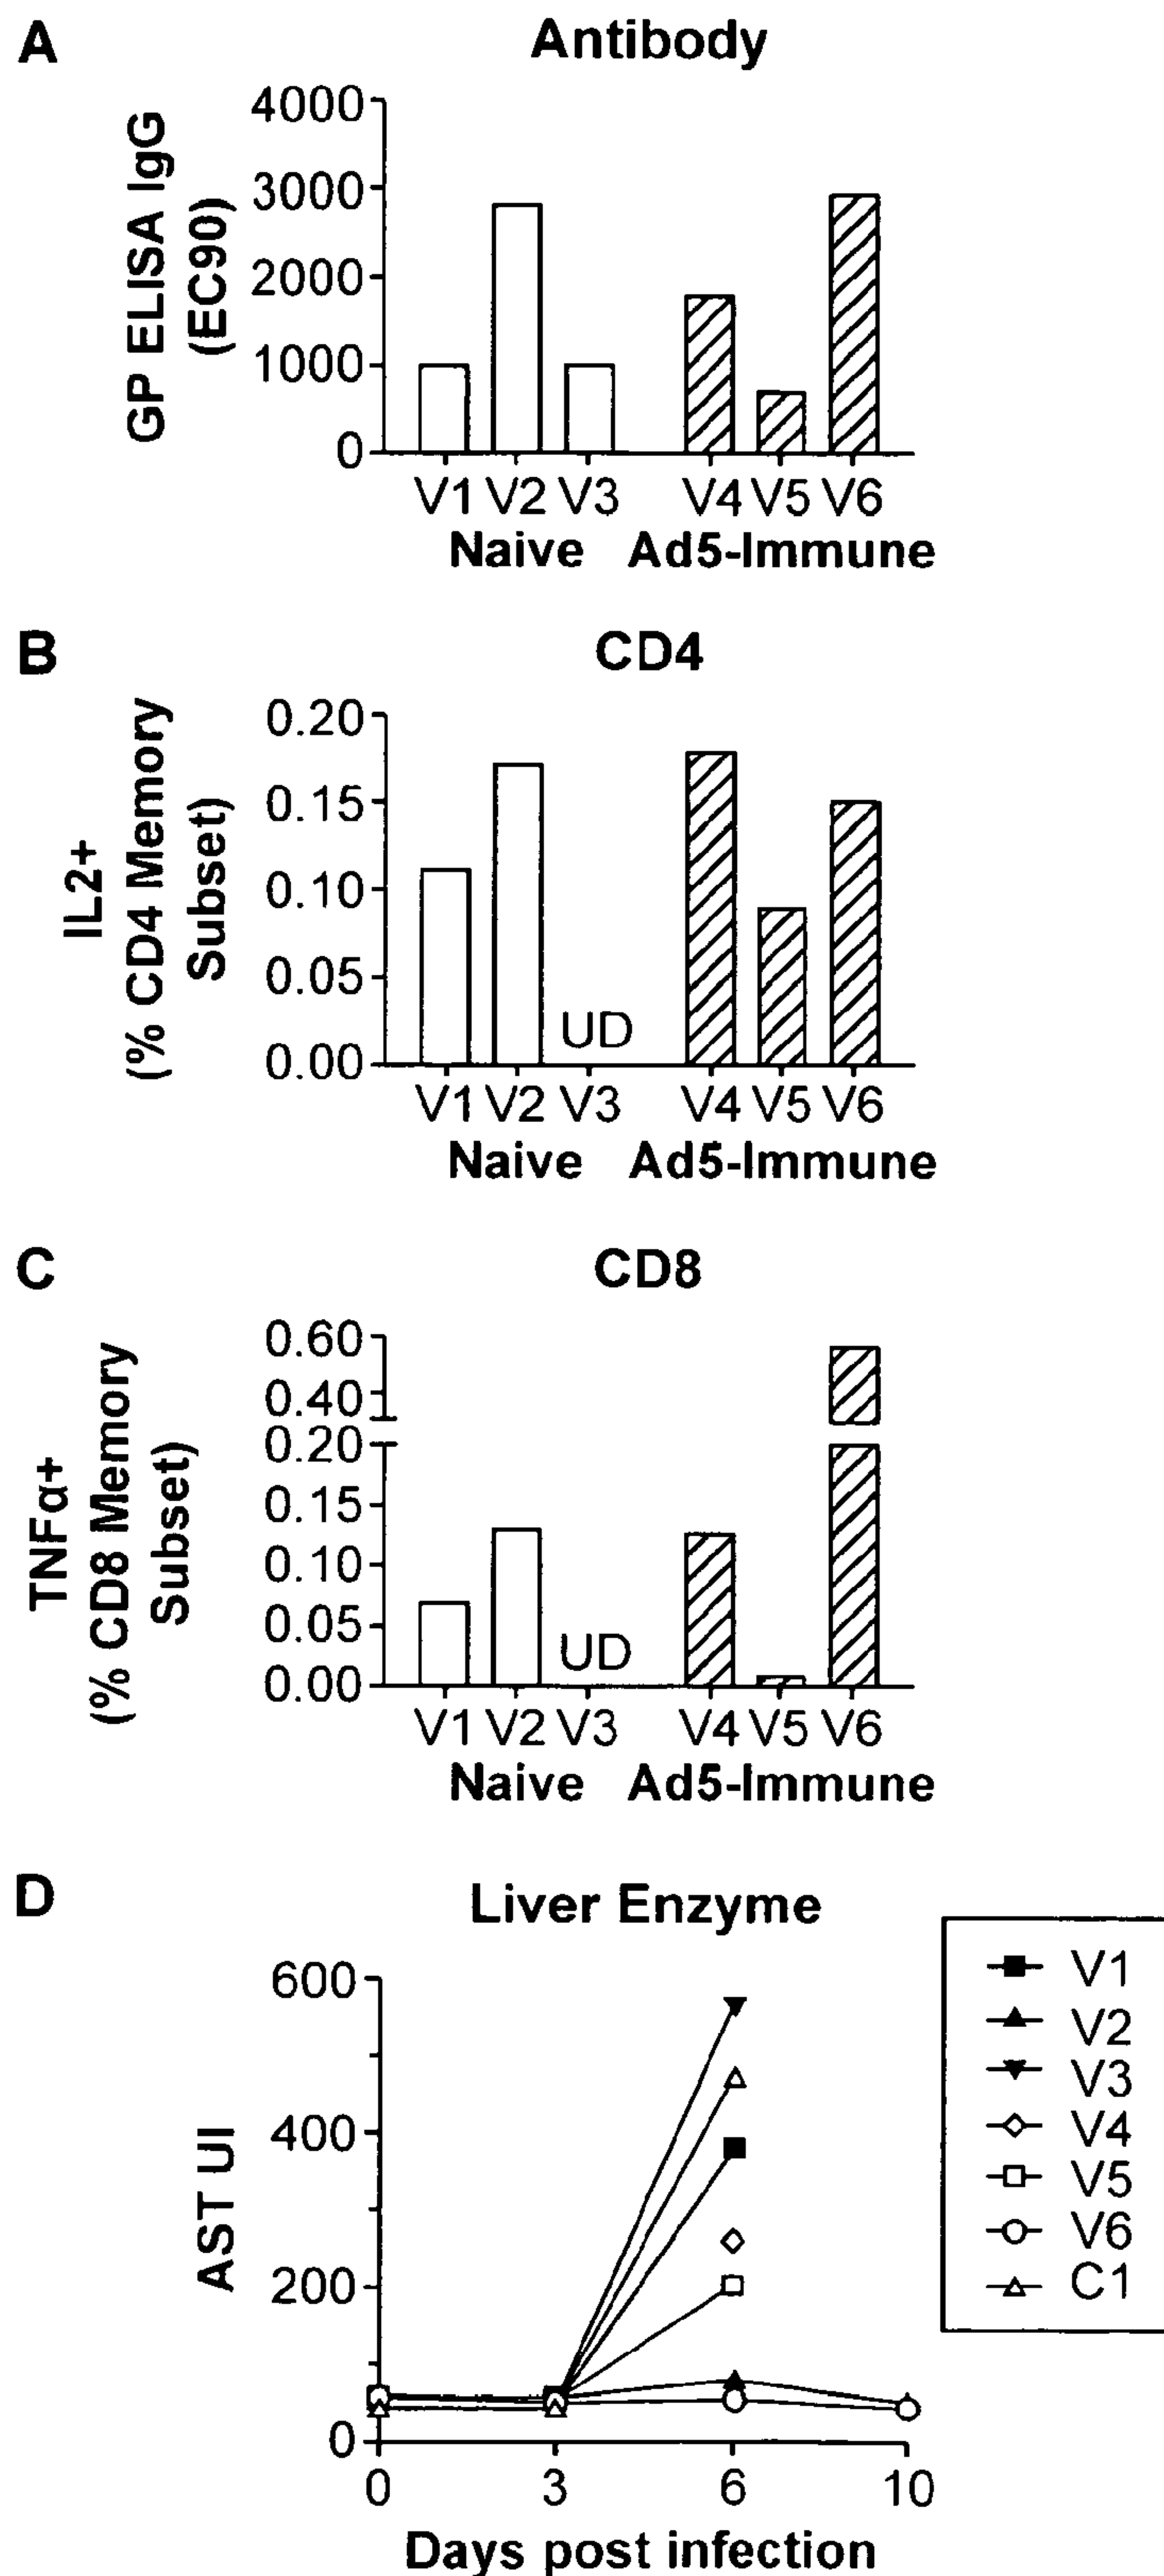 A
Antibody
GP ELISA IgG
(EC90)
4000
3000
2000
1000
0
V1 V2 V3 V4 V5 V6
Naive Ad5-Immune
B
CD4
IL2+
(% CD4 Memory
Subset)
0.20
0.15
0.10
0.05
0.00
UD
V1 V2 V3 V4 V5 V6
Naive Ad5-Immune
C
CD8
TNFα+
(% CD8 Memory
Subset)
0.60
0.40
0.20
0.15
0.10
0.05
0.00
UD
V1 V2 V3 V4 V5 V6
Naive Ad5-Immune
D
Liver Enzyme
AST UI
600
400
200
0
0 3 6 10
Days post infection
V1
V2
V3
V4
V5
V6
C1